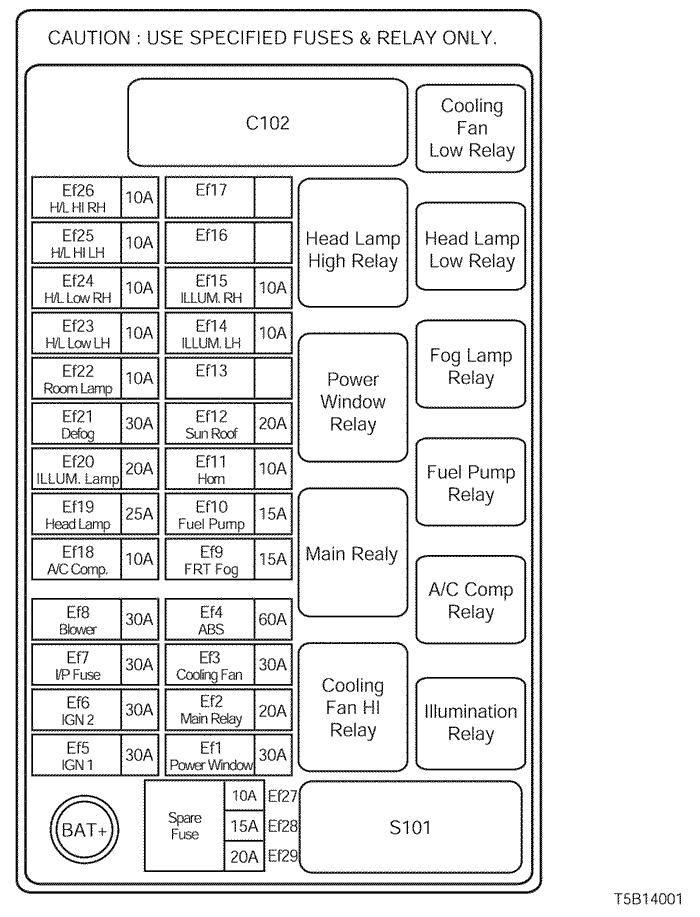 CAUTION : USE SPECIFIED FUSES & RELAY ONLY.
C102
Cooling
Fan
Low Relay
Ef26
H/L HI RH
10A
Ef17
Ef25
H/L HI LH
10A
Ef16
Ef24
H/L Low RH
10A
Ef15
ILLUM. RH
10A
Ef23
H/L Low LH
10A
Ef14
ILLUM. LH
10A
Ef22
Room Lamp
10A
Ef13
Ef21
Defog
30A
Ef12
Sun Roof
20A
Ef20
ILLUM. Lamp
20A
Ef11
Horn
10A
Ef19
Head Lamp
25A
Ef10
Fuel Pump
15A
Ef18
A/C Comp.
10A
Ef9
FRT Fog
15A
Ef8
Blower
30A
Ef4
ABS
60A
Ef7
I/P Fuse
30A
Ef3
Cooling Fan
30A
Ef6
IGN 2
30A
Ef2
Main Relay
20A
Ef5
IGN 1
30A
Ef1
Power Window
30A
Head Lamp
High Relay
Power
Window
Relay
Main Realy
Cooling
Fan HI
Relay
Head Lamp
Low Relay
Fog Lamp
Relay
Fuel Pump
Relay
A/C Comp
Relay
Illumination
Relay
BAT+
Spare
Fuse
10A
Ef27
15A
Ef28
20A
Ef29
S101
T5B14001